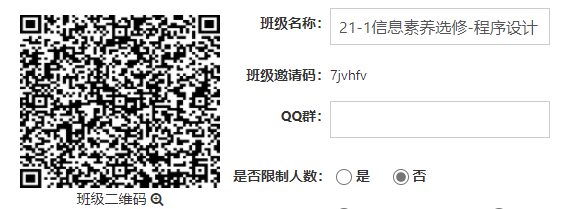 班级名称： 21-1信息素养选修-程序设计
班级邀请码： 7jvhfv
QQ群：
是否限制人数： 是 否
班级二维码